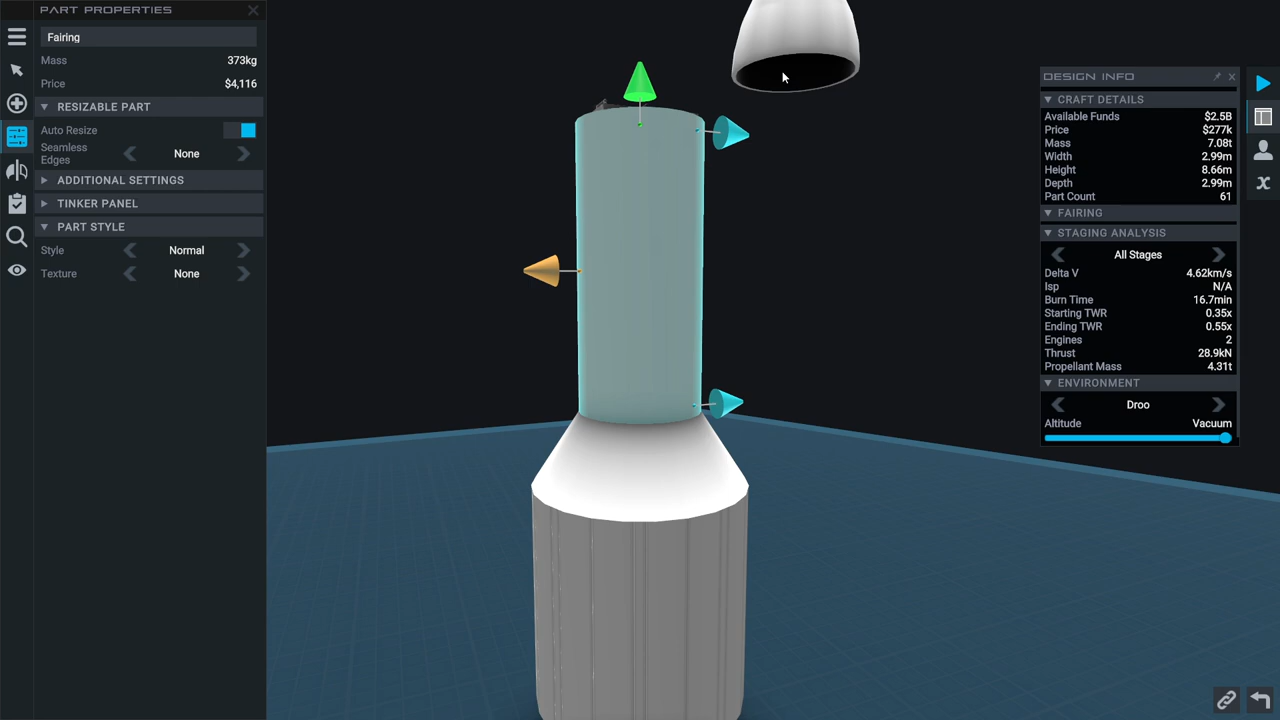 PART PROPERTIES
Fairing
Mass 373kg
Price $4,116
RESIZABLE PART
Auto Resize
Seamless Edges None
ADDITIONAL SETTINGS
TINKER PANEL
PART STYLE
Style Normal
Texture None
DESIGN INFO
CRAFT DETAILS
Available Funds $2.5B
Price $277k
Mass 7.08t
Width 2.99m
Height 8.66m
Depth 2.99m
Part Count 61
FAIRING
STAGING ANALYSIS
All Stages
Delta V 4.62km/s
Isp N/A
Burn Time 16.7min
Starting TWR 0.35x
Ending TWR 0.55x
Engines 2
Thrust 28.9kN
Propellant Mass 4.31t
ENVIRONMENT
Droo
Altitude Vacuum